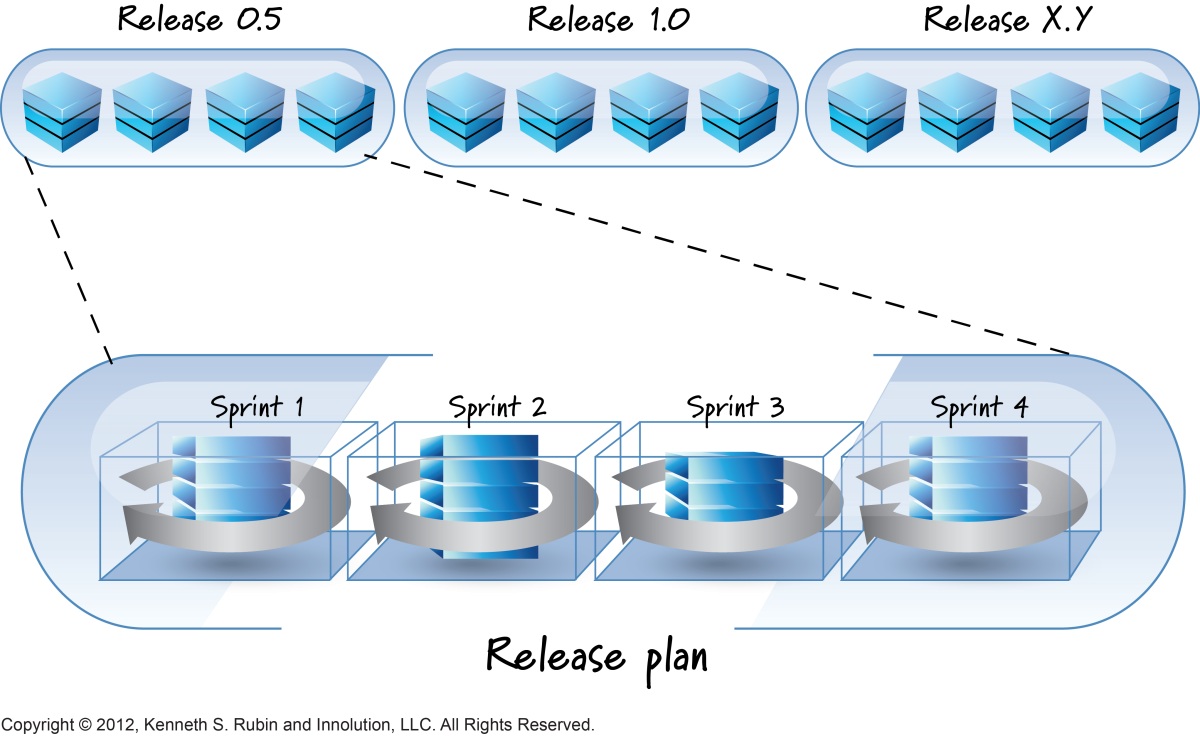 Release 0.5
Release 1.0
Release X.Y
Sprint 1
Sprint 2
Sprint 3
Sprint 4
Release plan
Copyright © 2012, Kenneth S. Rubin and Innolution, LLC. All Rights Reserved.